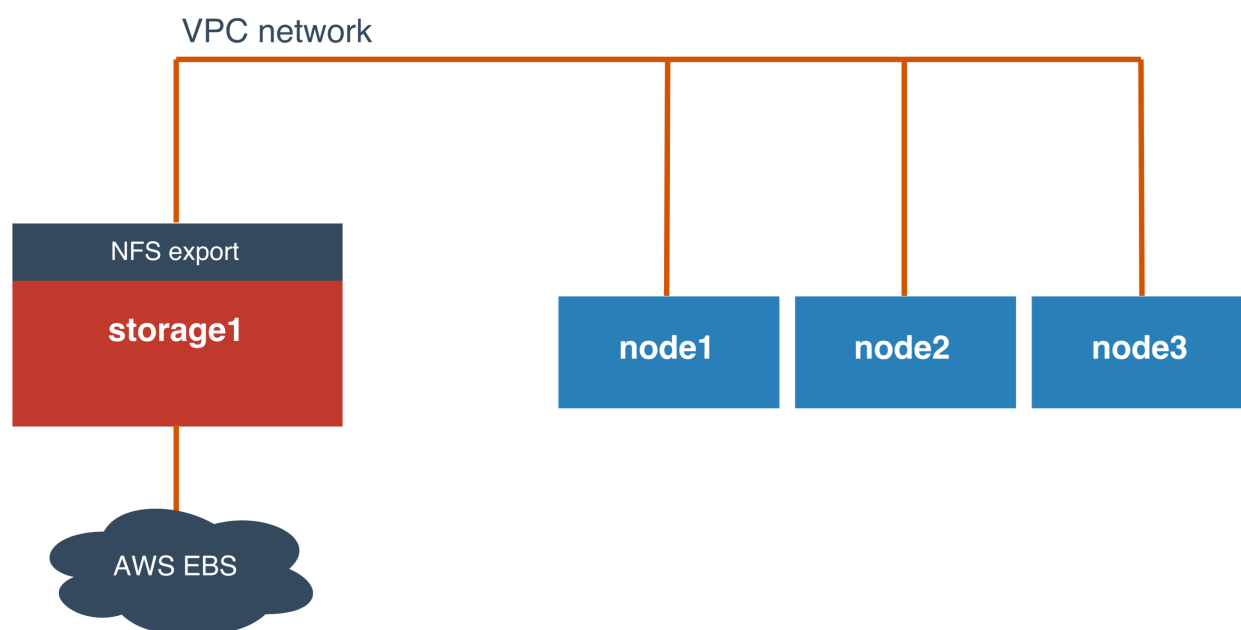 VPC network
NFS export
storage1
node1
node2
node3
AWS EBS